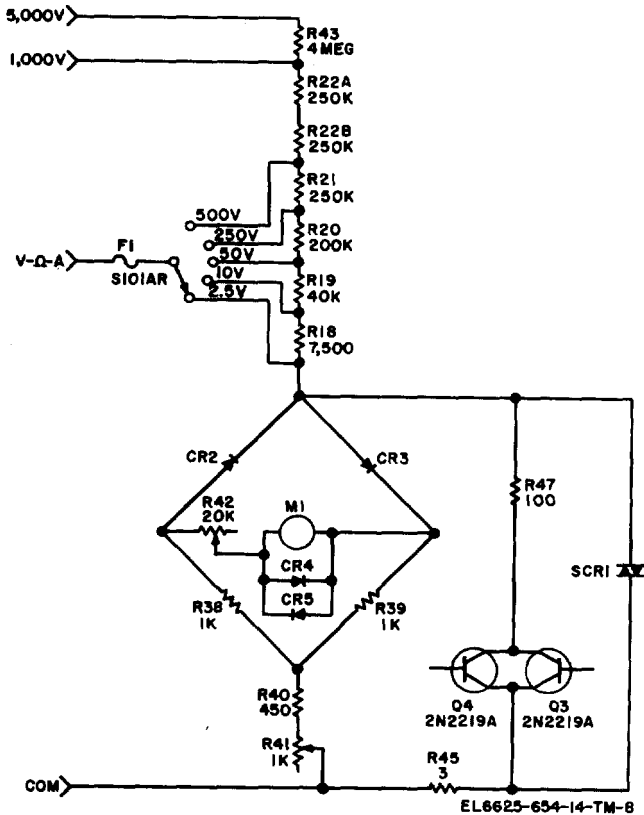 5,000V
R43
4MEG
1,000V
R22A
250K
R22B
250K
R21
250K
500V
250V
R20
200K
F1
50V
V-Ω-A
S101AR
10V
R19
40K
2.5V
R18
7,500
CR2
CR3
R42
20K
M1
R47
100
CR4
SCR1
CR5
R38
1K
R39
1K
R40
450
Q4
2N2219A
Q3
2N2219A
R41
1K
R45
3
COM
EL6625-654-14-TM-8